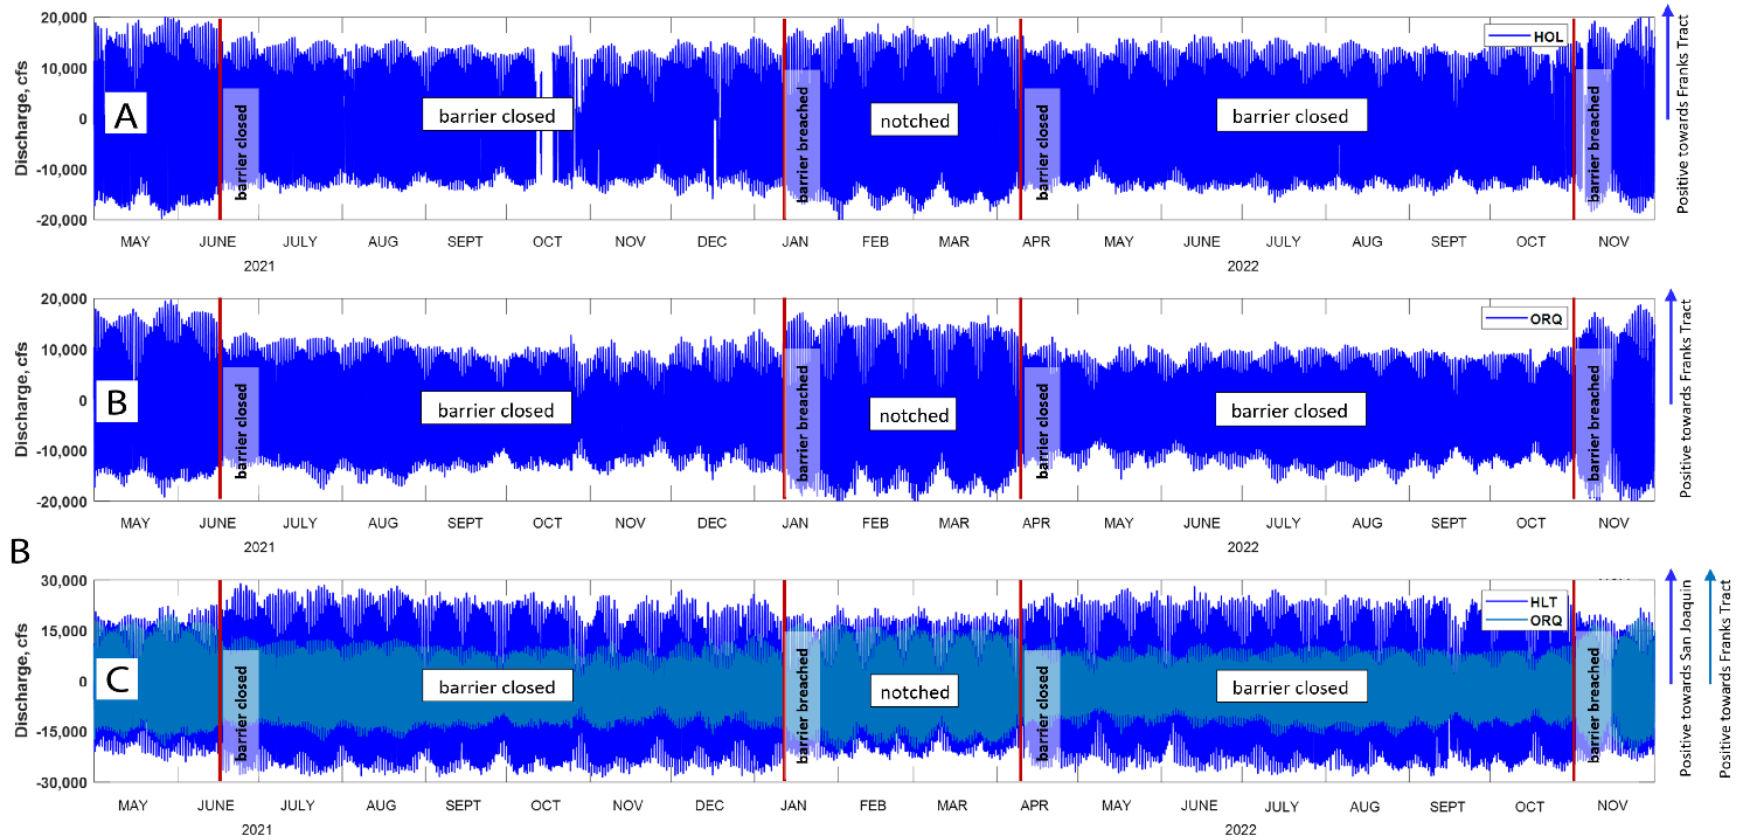 20,000
10,000
0
-10,000
-20,000
Discharge, cfs
A
HOL
barrier closed
barrier closed
barrier breached
notched
barrier closed
barrier closed
barrier breached
Positive towards Franks Tract
MAY JUNE JULY AUG SEPT OCT NOV DEC JAN FEB MAR APR MAY JUNE JULY AUG SEPT OCT NOV
2021 2022
20,000
10,000
0
-10,000
-20,000
Discharge, cfs
B
ORQ
barrier closed
barrier closed
barrier breached
notched
barrier closed
barrier closed
barrier breached
Positive towards Franks Tract
MAY JUNE JULY AUG SEPT OCT NOV DEC JAN FEB MAR APR MAY JUNE JULY AUG SEPT OCT NOV
2021 2022
B
30,000
15,000
0
-15,000
-30,000
Discharge, cfs
C
HLT
ORQ
barrier closed
barrier closed
barrier breached
notched
barrier closed
barrier closed
barrier breached
Positive towards San Joaquin
Positive towards Franks Tract
MAY JUNE JULY AUG SEPT OCT NOV DEC JAN FEB MAR APR MAY JUNE JULY AUG SEPT OCT NOV
2021 2022